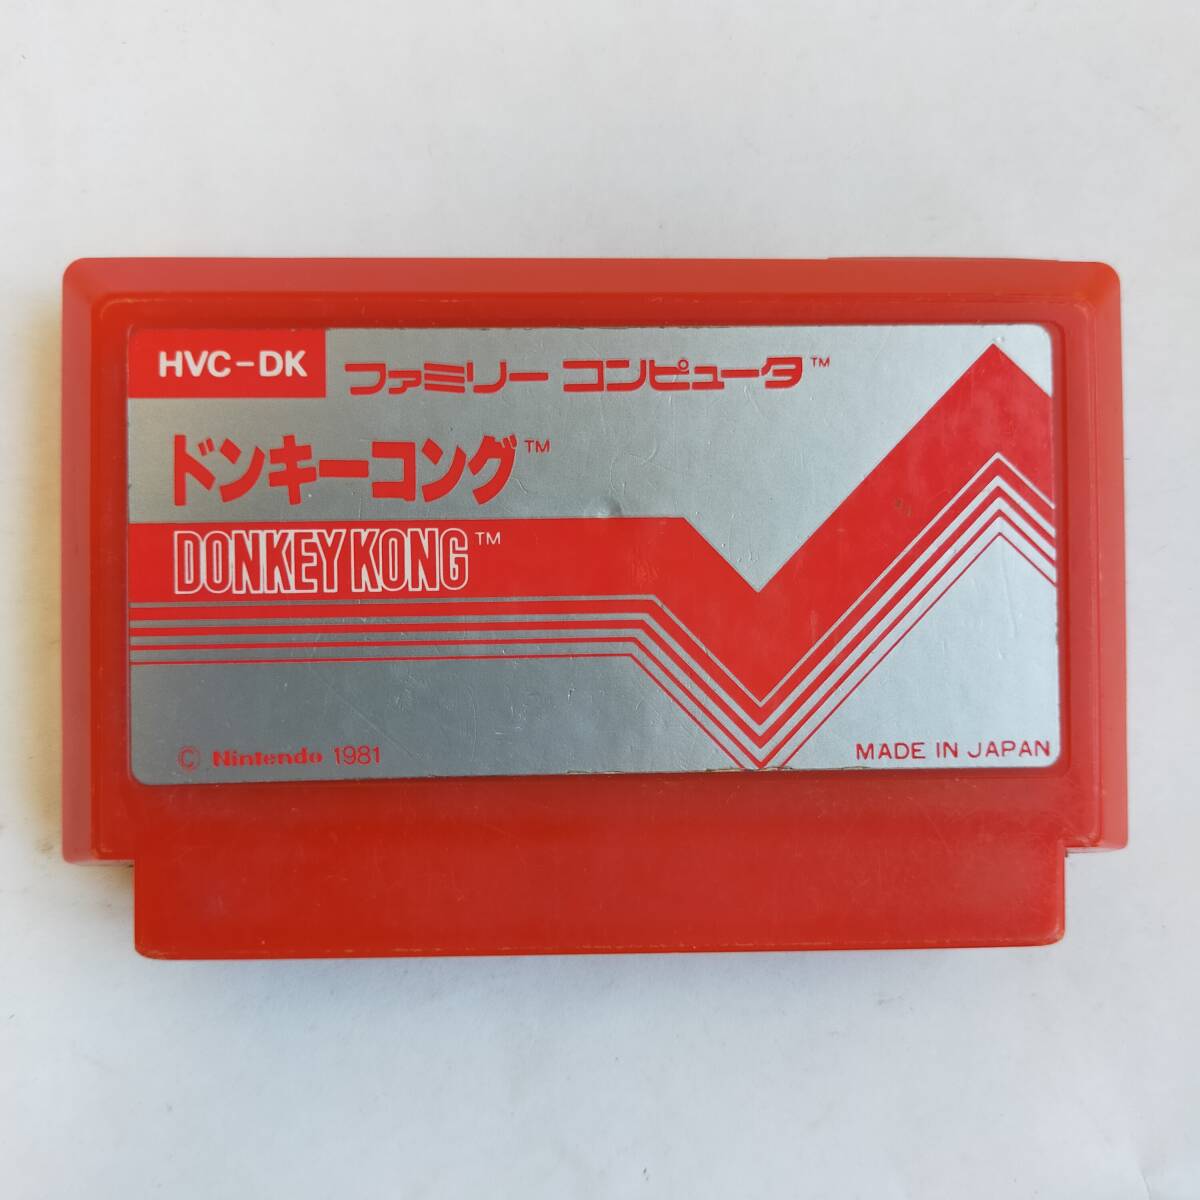 HVC-DK
ファミリー コンピュータ™
ドンキーコング™
DONKEY KONG™
© Nintendo 1981
MADE IN JAPAN